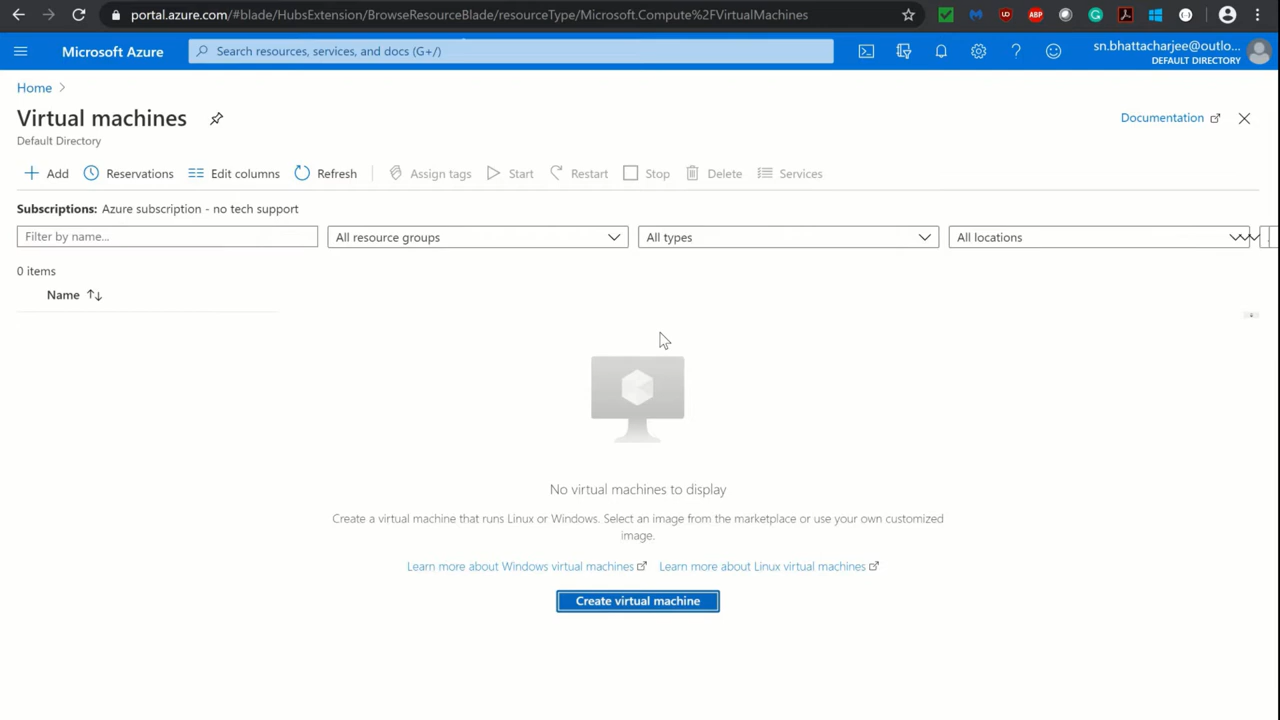 portal.azure.com/#blade/HubsExtension/BrowseResourceBlade/resourceType/Microsoft.Compute%2FVirtualMachines
Microsoft Azure
Search resources, services, and docs (G+/)
sn.bhattacharjee@outlo...
DEFAULT DIRECTORY
Home
Virtual machines
Documentation
Default Directory
Add Reservations Edit columns Refresh Assign tags Start Restart Stop Delete Services
Subscriptions: Azure subscription - no tech support
Filter by name... All resource groups All types All locations
0 items
Name
No virtual machines to display
Create a virtual machine that runs Linux or Windows. Select an image from the marketplace or use your own customized
image.
Learn more about Windows virtual machines Learn more about Linux virtual machines
Create virtual machine